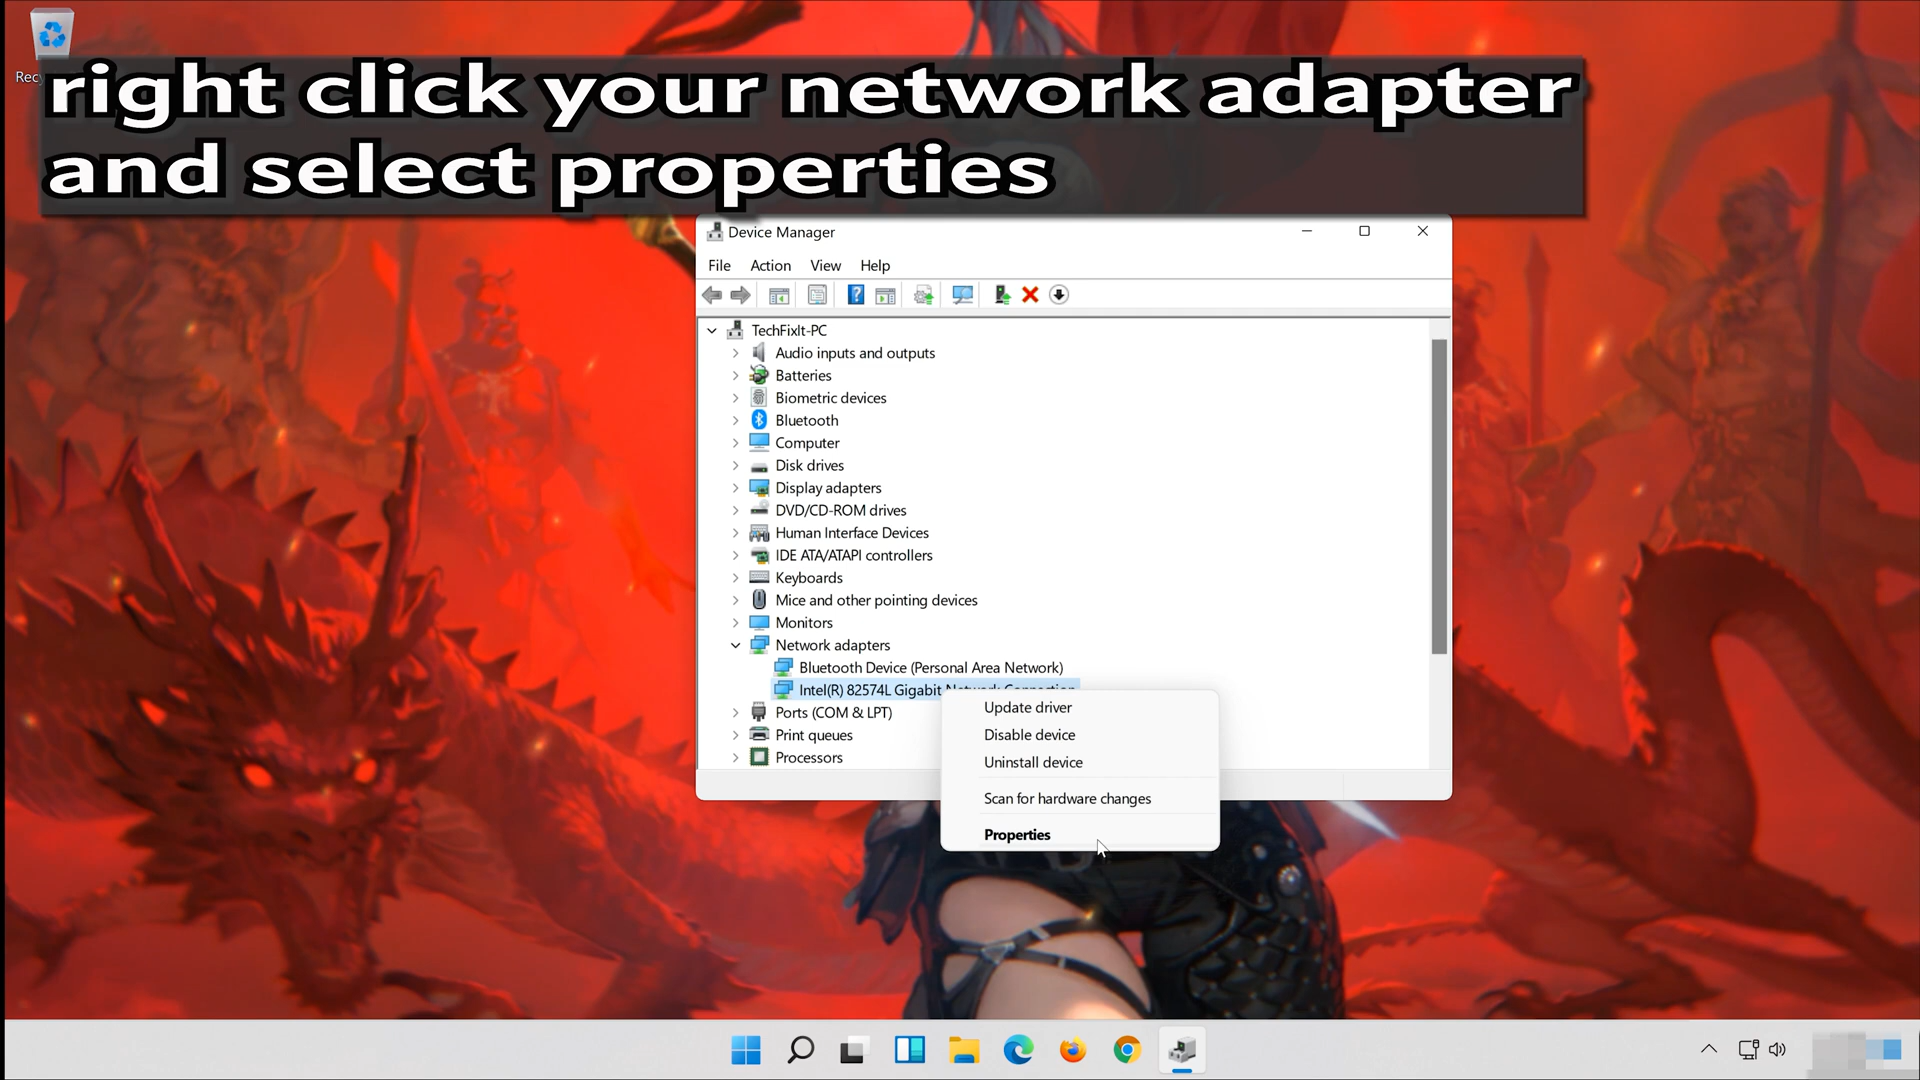 Rec
right click your network adapter
and select properties
Device Manager
File Action View Help
TechFixIt-PC
Audio inputs and outputs
Batteries
Biometric devices
Bluetooth
Computer
Disk drives
Display adapters
DVD/CD-ROM drives
Human Interface Devices
IDE ATA/ATAPI controllers
Keyboards
Mice and other pointing devices
Monitors
Network adapters
Bluetooth Device (Personal Area Network)
Intel(R) 82574L Gigabit Network Connection
Ports (COM & LPT)
Print queues
Processors
Update driver
Disable device
Uninstall device
Scan for hardware changes
Properties